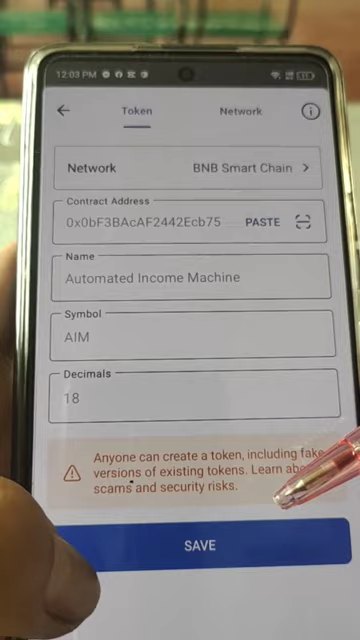 12:03 PM
Token Network
Network BNB Smart Chain
Contract Address
0x0bF3BAcAF2442Ecb75 PASTE
Name
Automated Income Machine
Symbol
AIM
Decimals
18
Anyone can create a token, including fake
versions of existing tokens. Learn
scams and security risks.
SAVE